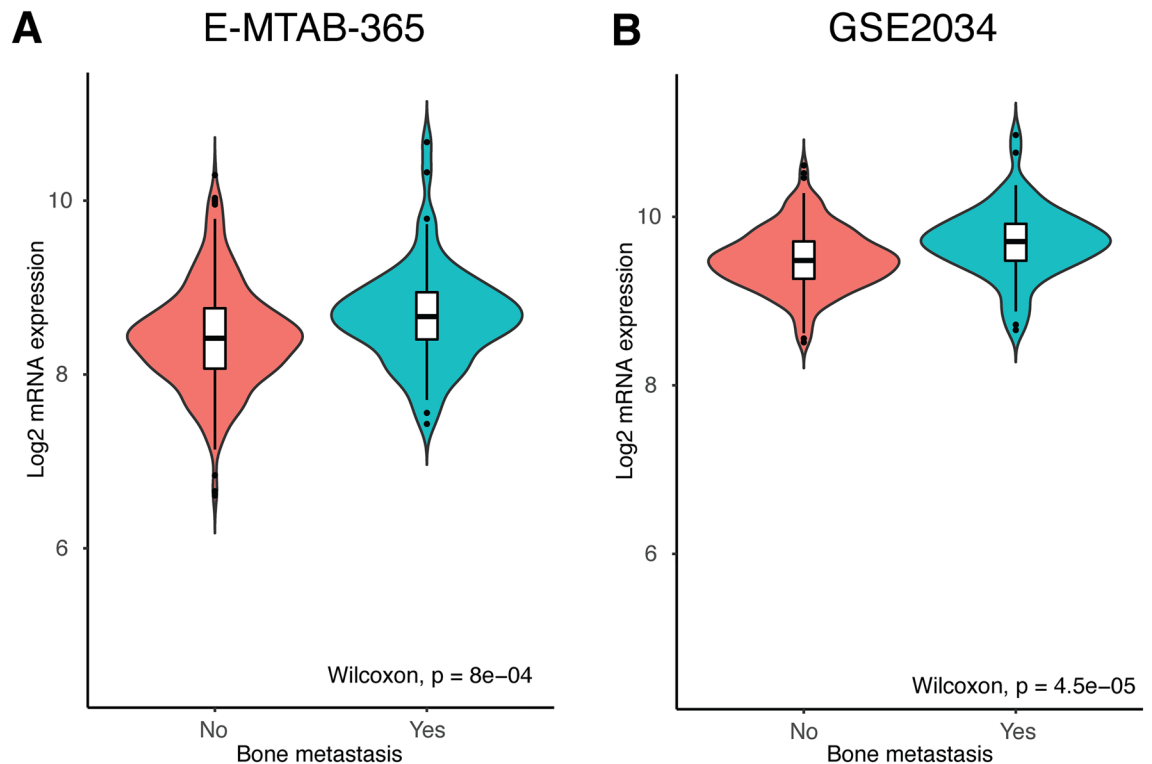 A
E-MTAB-365
Log2 mRNA expression
10
8
6
Wilcoxon, p = 8e−04
No
Yes
Bone metastasis
B
GSE2034
Log2 mRNA expression
10
8
6
Wilcoxon, p = 4.5e−05
No
Yes
Bone metastasis